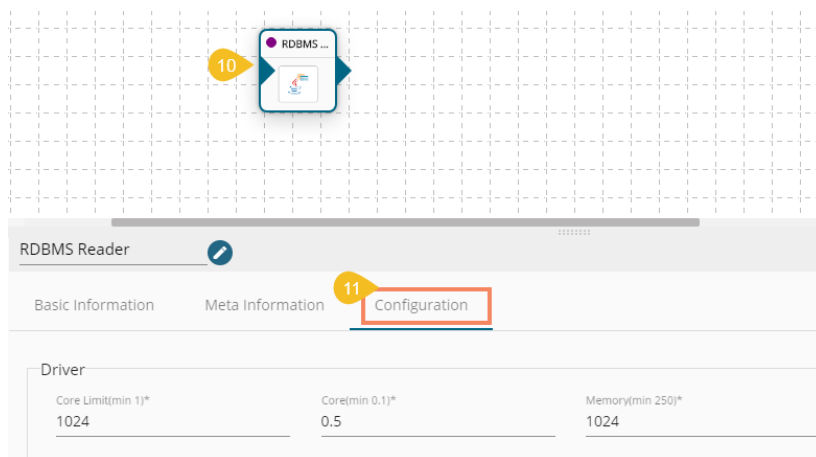 RDBMS ...
10
RDBMS Reader
11
Basic Information Meta Information Configuration
Driver
Core Limit(min 1)* Core(min 0.1)* Memory(min 250)*
1024 0.5 1024